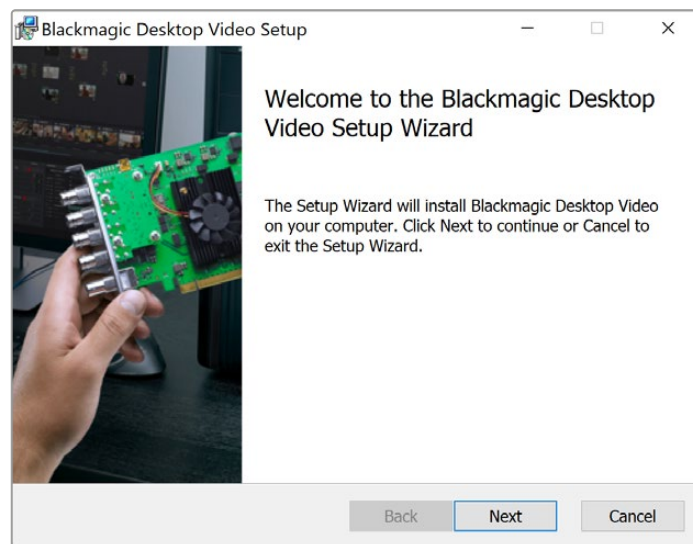 Blackmagic Desktop Video Setup
Welcome to the Blackmagic Desktop
Video Setup Wizard
The Setup Wizard will install Blackmagic Desktop Video
on your computer. Click Next to continue or Cancel to
exit the Setup Wizard.
Back
Next
Cancel